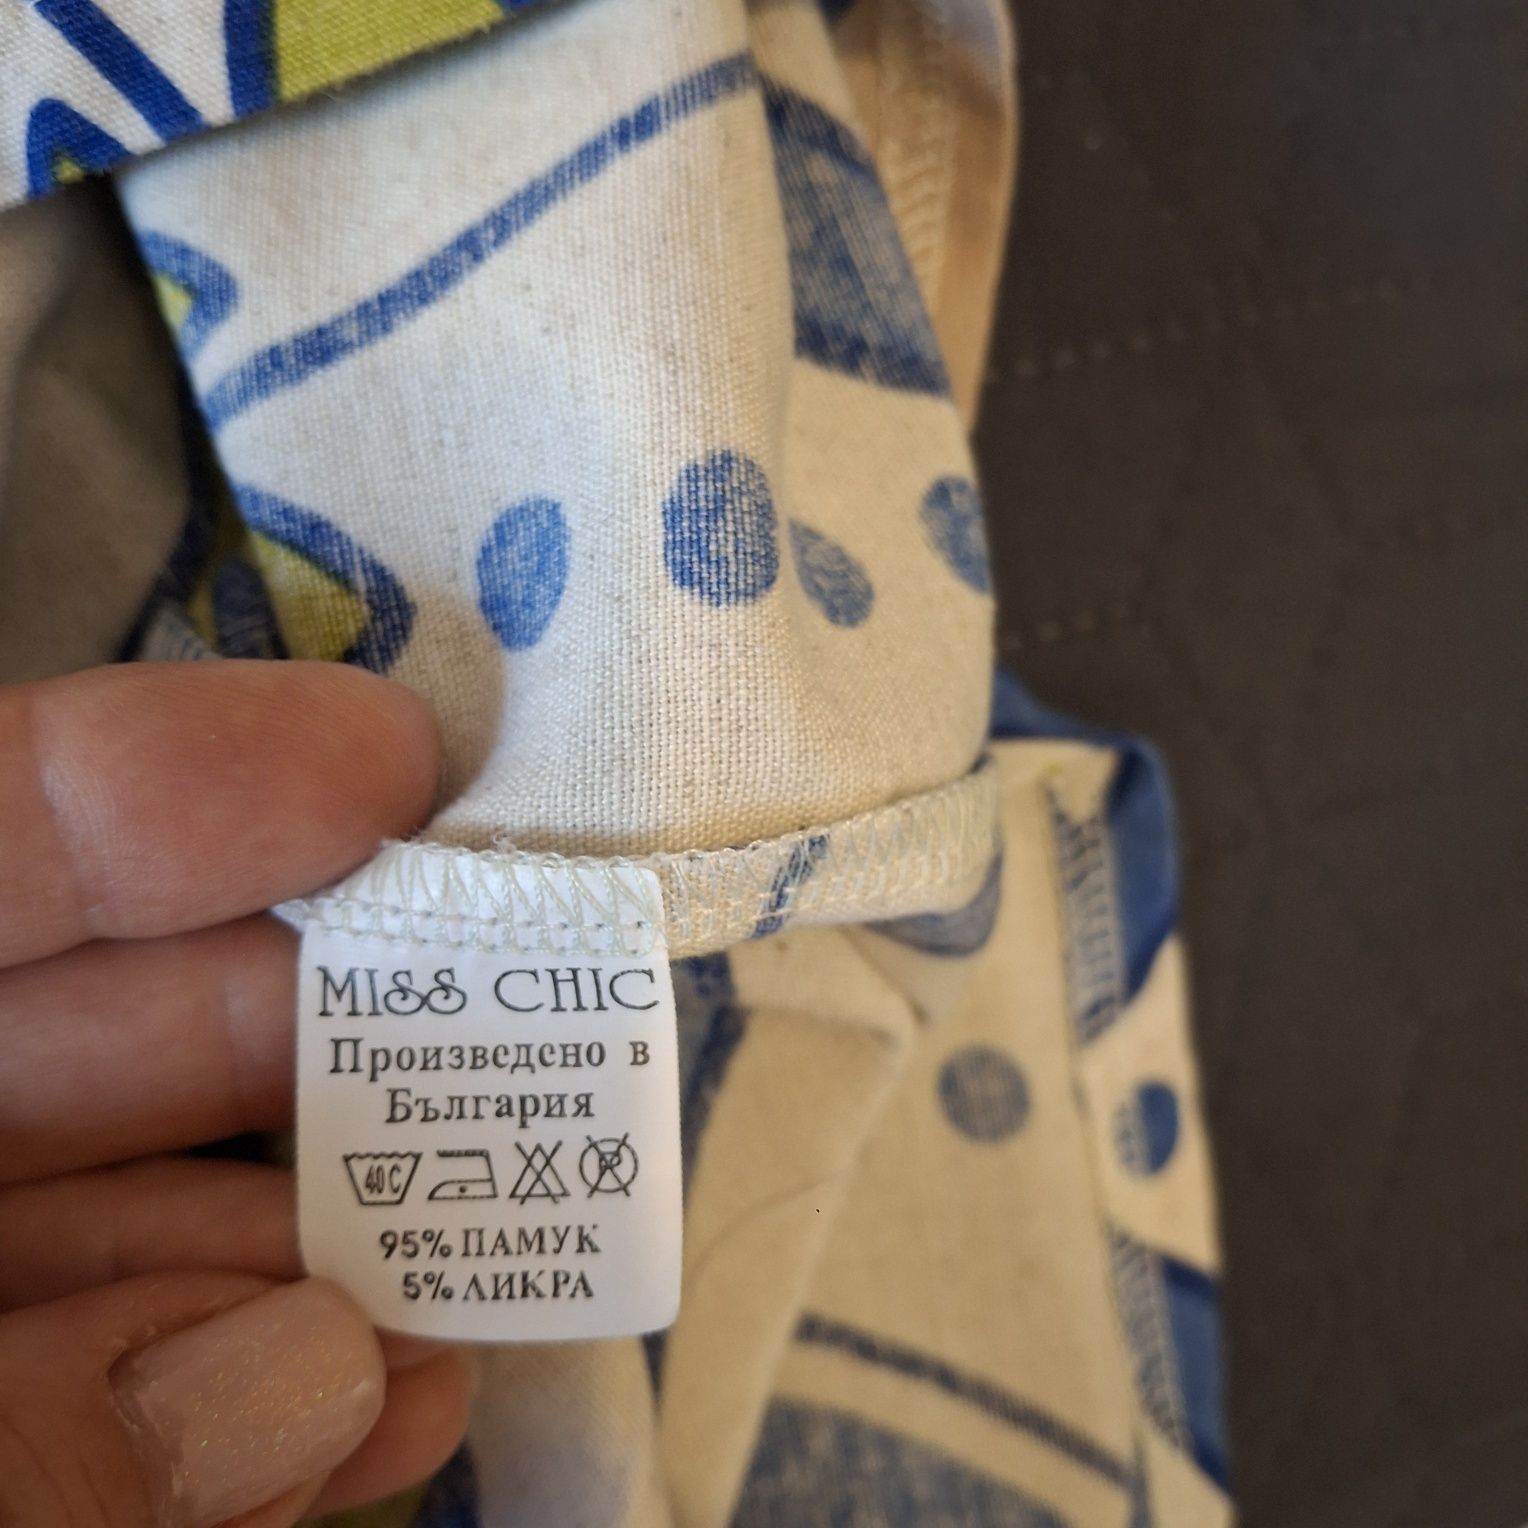 MISS CHIC
Произведено в
България
40 C P
95% ПАМУК
5% ЛИКРА